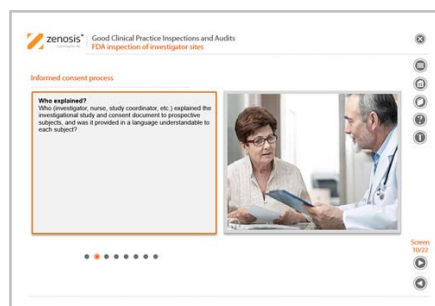 zenosis
Good Clinical Practice Inspections and Audits
FDA inspection of investigator sites
Informed consent process
Who explained?
Who (investigator, nurse, study coordinator, etc.) explained the
investigational study and consent document to prospective
subjects, and was it provided in a language understandable to
each subject?
Screen
10/22